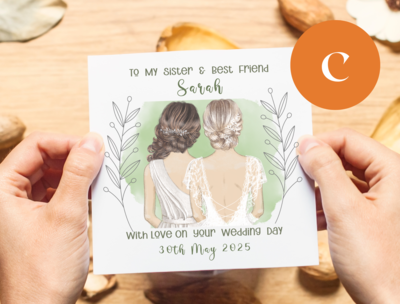 To My Sister & Best Friend
Sarah
C
With Love on your Wedding Day
30th May 2025